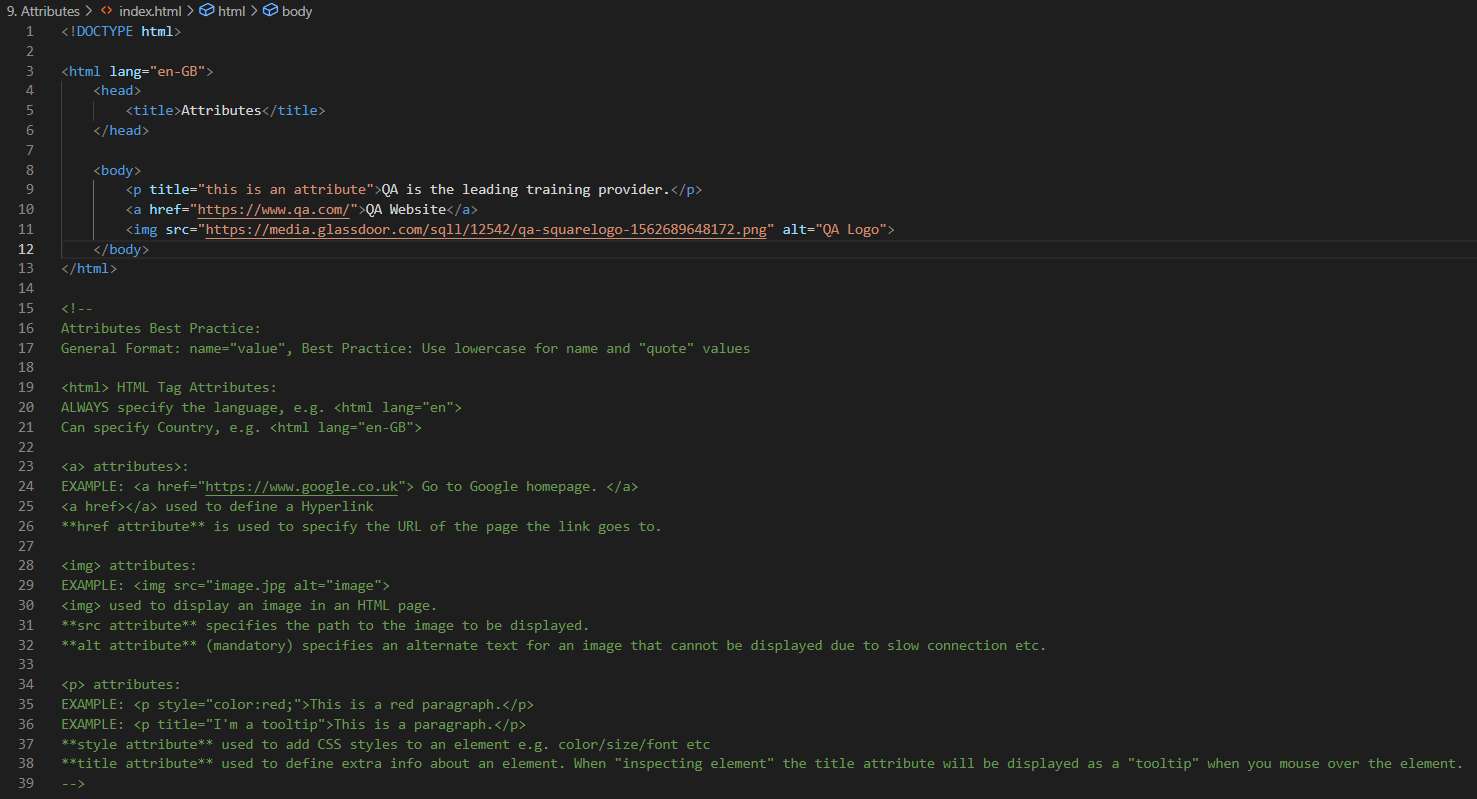 9. Attributes > <> index.html > html > body
1 <!DOCTYPE html>
2
3 <html lang="en-GB">
4     <head>
5         <title>Attributes</title>
6     </head>
7
8     <body>
9         <p title="this is an attribute">QA is the leading training provider.</p>
10         <a href="https://www.qa.com/">QA Website</a>
11         <img src="https://media.glassdoor.com/sqll/12542/qa-squarelogo-1562689648172.png" alt="QA Logo">
12     </body>
13 </html>
14
15 <!--
16 Attributes Best Practice:
17 General Format: name="value", Best Practice: Use lowercase for name and "quote" values
18
19 <html> HTML Tag Attributes:
20 ALWAYS specify the language, e.g. <html lang="en">
21 Can specify Country, e.g. <html lang="en-GB">
22
23 <a> attributes>:
24 EXAMPLE: <a href="https://www.google.co.uk"> Go to Google homepage. </a>
25 <a href></a> used to define a Hyperlink
26 **href attribute** is used to specify the URL of the page the link goes to.
27
28 <img> attributes:
29 EXAMPLE: <img src="image.jpg alt="image">
30 <img> used to display an image in an HTML page.
31 **src attribute** specifies the path to the image to be displayed.
32 **alt attribute** (mandatory) specifies an alternate text for an image that cannot be displayed due to slow connection etc.
33
34 <p> attributes:
35 EXAMPLE: <p style="color:red;">This is a red paragraph.</p>
36 EXAMPLE: <p title="I'm a tooltip">This is a paragraph.</p>
37 **style attribute** used to add CSS styles to an element e.g. color/size/font etc
38 **title attribute** used to define extra info about an element. When "inspecting element" the title attribute will be displayed as a "tooltip" when you mouse over the element.
39 -->